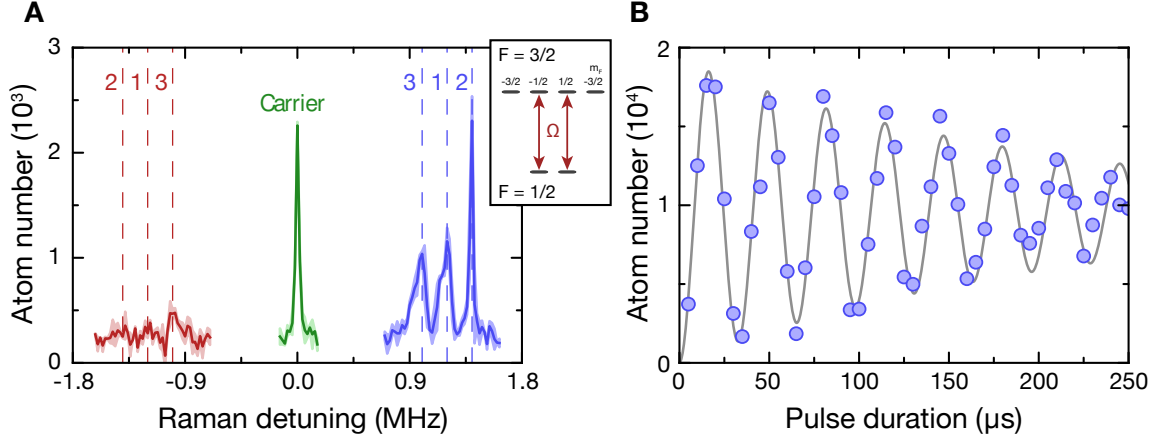 A
3
2
1
0
Atom number (10³)
2 1 3
Carrier
3 1 2
-1.8 -0.9 0.0 0.9 1.8
Raman detuning (MHz)
F = 3/2
m_F
-3/2 -1/2 1/2 -3/2
Ω
F = 1/2
B
2
1
0
Atom number (10⁴)
0 50 100 150 200 250
Pulse duration (μs)